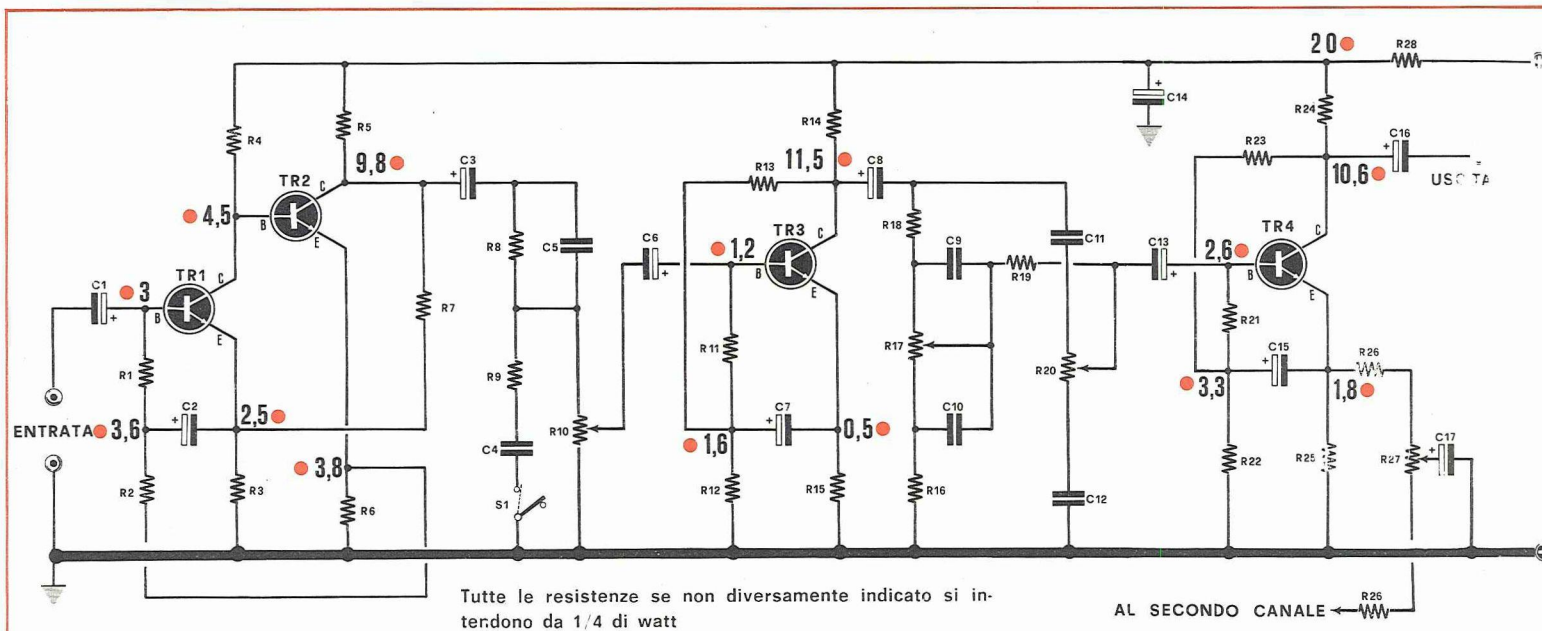 20
R28
C14
R24
R4
R5
R14
R23
C16
9,8
C3
R13
11,5
C8
10,6
USCITA
TR2
C
B
E
4,5
R8
C5
C6
1,2
TR3
C
B
E
R18
C9
C11
C13
2,6
TR4
C
B
E
R19
C1
3
TR1
C
B
E
R7
R11
R17
R20
R21
C15
R26
R1
R9
3,3
1,8
ENTRATA
3,6
C2
2,5
R10
C7
0,5
C10
1,6
C4
R2
R3
3,8
R6
S1
R12
R15
R16
C12
R22
R25
R27
C17
Tutte le resistenze se non diversamente indicato si in-
tendono da 1/4 di watt
AL SECONDO CANALE
R26